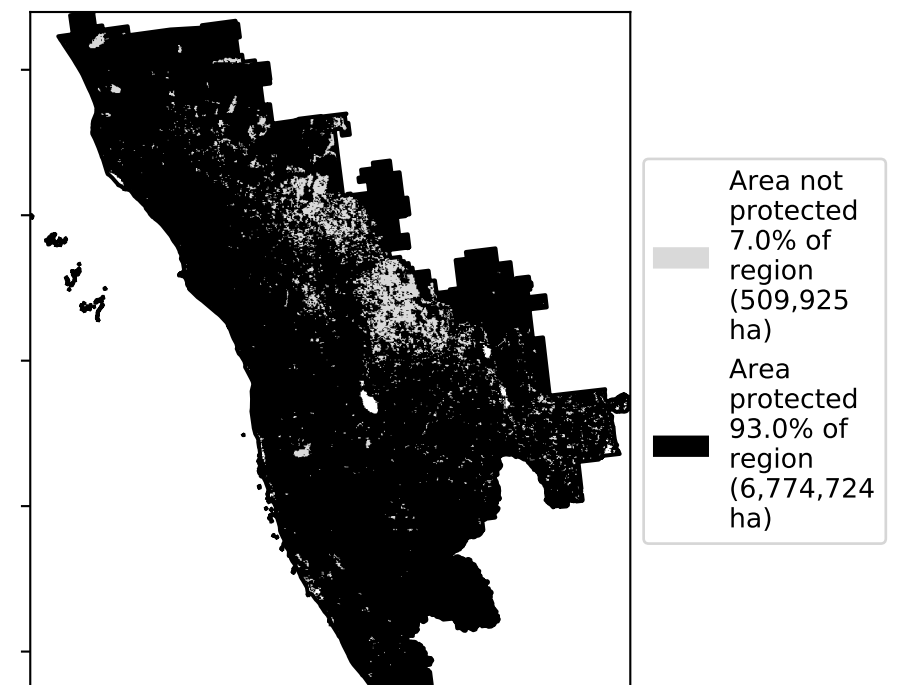 Area not
protected
7.0% of
region
(509,925
ha)
Area
protected
93.0% of
region
(6,774,724
ha)